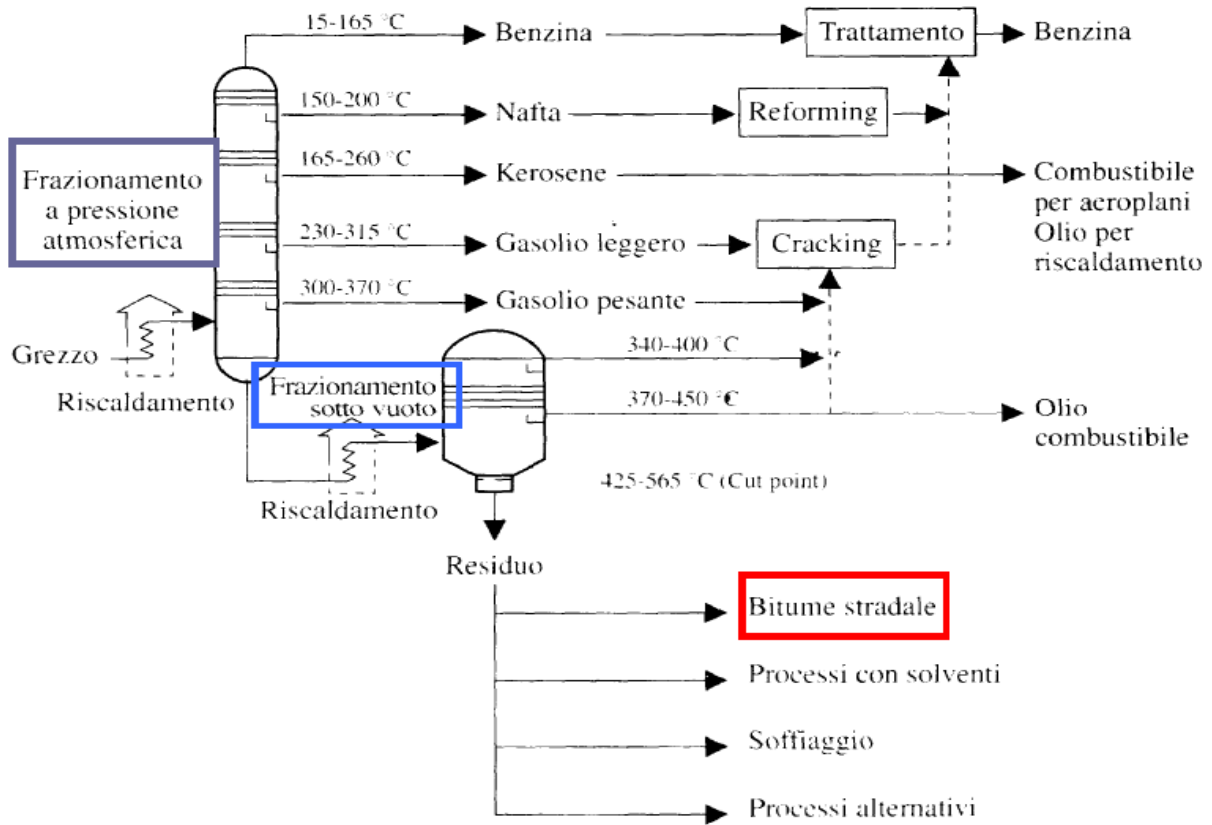 15-165 °C
Benzina
Trattamento
Benzina
150-200 °C
Nafta
Reforming
165-260 °C
Kerosene
Combustibile
per aeroplani
Olio per
riscaldamento
Frazionamento
a pressione
atmosferica
230-315 °C
Gasolio leggero
Cracking
300-370 °C
Gasolio pesante
Grezzo
Riscaldamento
Frazionamento
sotto vuoto
340-400 °C
370-450 °C
Olio
combustibile
425-565 °C (Cut point)
Riscaldamento
Residuo
Bitume stradale
Processi con solventi
Soffiaggio
Processi alternativi